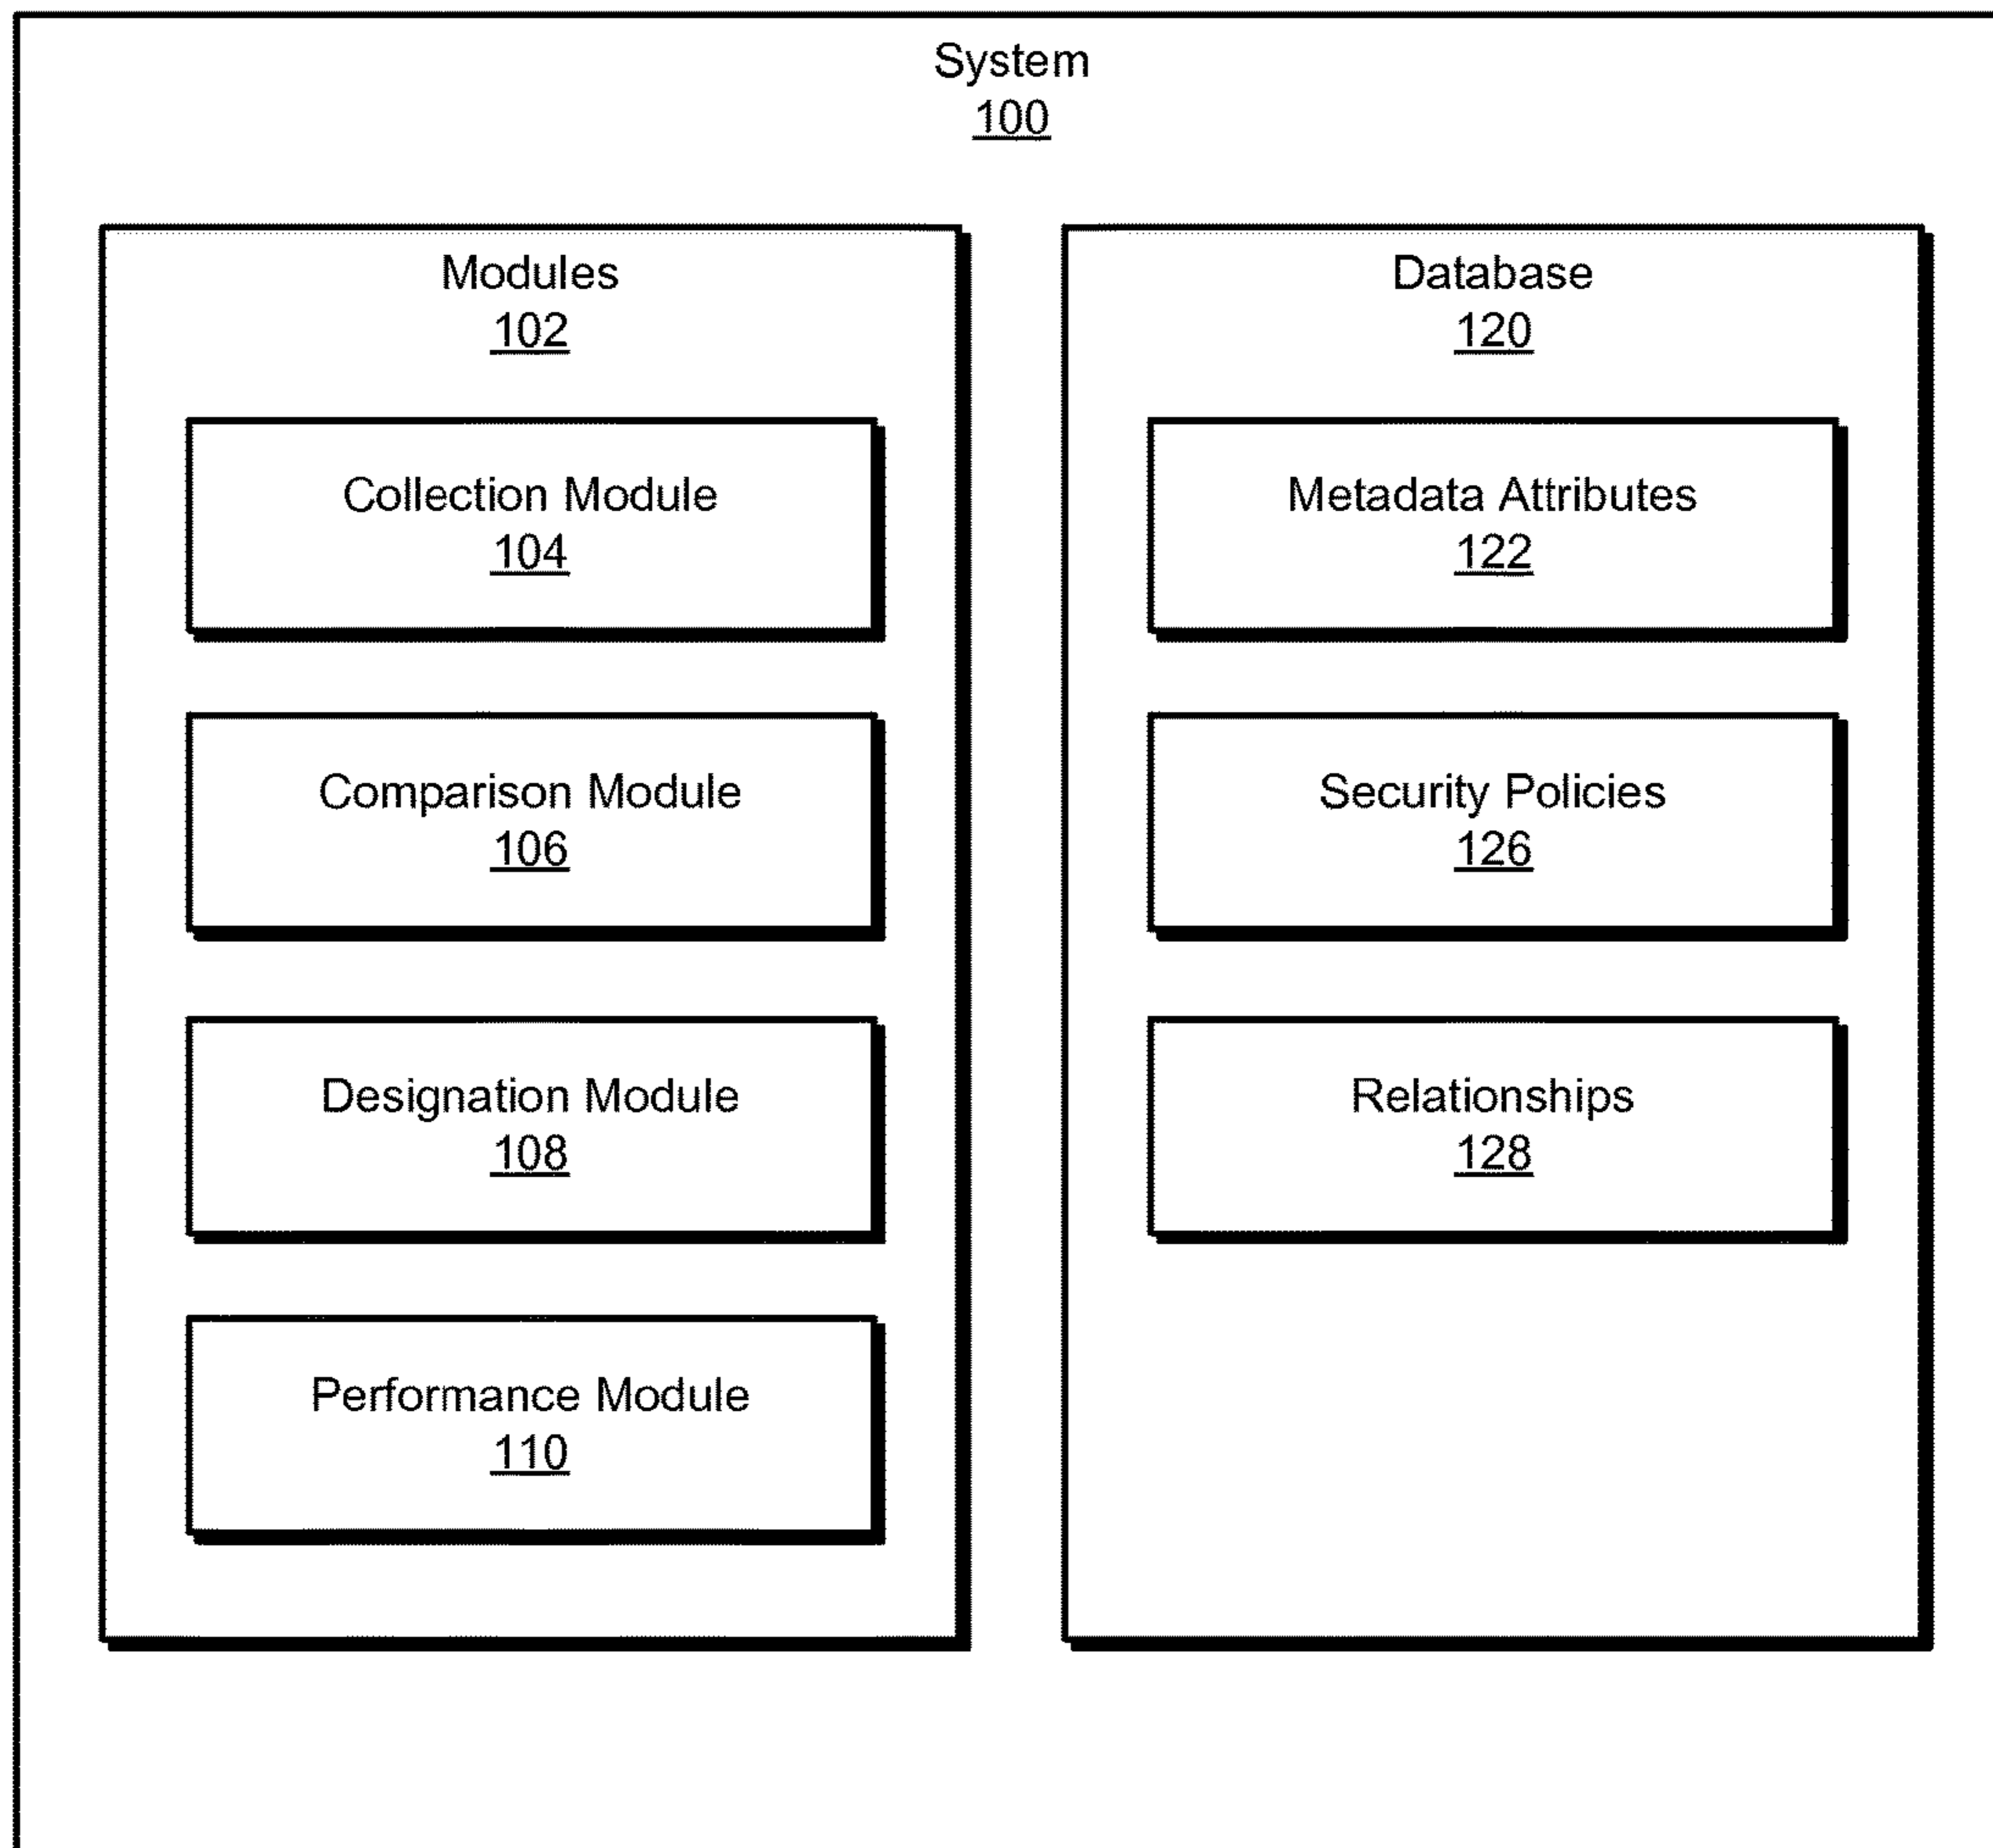 System
100
Modules
102
Collection Module
104
Comparison Module
106
Designation Module
108
Performance Module
110
Database
120
Metadata Attributes
122
Security Policies
126
Relationships
128